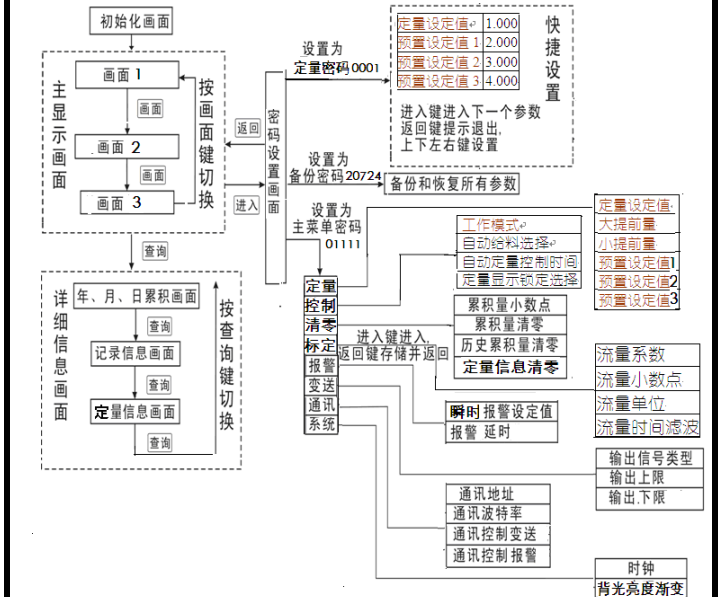 初始化画面
主显示画面
画面 1
画面
画面 2
画面
画面 3
按画面键切换
返回
进入
密码设置画面
设置为
定量密码0001
定量设定值 1.000
预置设定值 1 2.000
预置设定值 2 3.000
预置设定值 3 4.000
快捷设置
进入键进入下一个参数
返回键提示退出,
上下左右键设置
设置为
备份密码20724
备份和恢复所有参数
设置为
主菜单密码
01111
查询
详细信息画面
年、月、日累积画面
查询
记录信息画面
查询
定量信息画面
查询
按查询键切换
定量
控制
清零
标定
报警
变送
通讯
系统
进入键进入,
返回键存储并返回
定量设定值
大提前量
小提前量
预置设定值1
预置设定值2
预置设定值3
工作模式
自动给料选择
自动定量控制时间
定量显示锁定选择
累积量小数点
累积量清零
历史累积量清零
定量信息清零
流量系数
流量小数点
流量单位
流量时间滤波
瞬时报警设定值
报警 延时
输出信号类型
输出上限
输出.下限
通讯地址
通讯波特率
通讯控制变送
通讯控制报警
时钟
背光亮度渐变